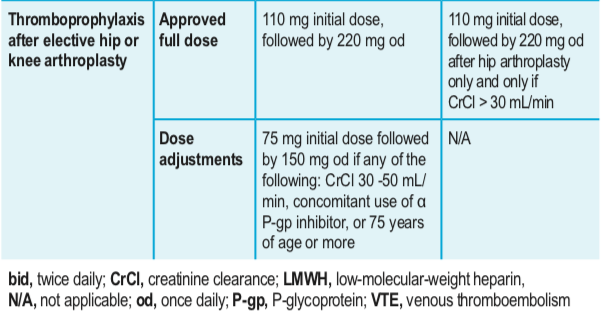 Thromboprophylaxis
after elective hip or
knee arthroplasty
Approved
full dose
110 mg initial dose,
followed by 220 mg od
110 mg initial dose,
followed by 220 mg od
after hip arthroplasty
only and only if
CrCl > 30 mL/min
Dose
adjustments
75 mg initial dose followed
by 150 mg od if any of the
following: CrCl 30 -50 mL/
min, concomitant use of α
P-gp inhibitor, or 75 years
of age or more
N/A
bid, twice daily; CrCl, creatinine clearance; LMWH, low-molecular-weight heparin,
N/A, not applicable; od, once daily; P-gp, P-glycoprotein; VTE, venous thromboembolism